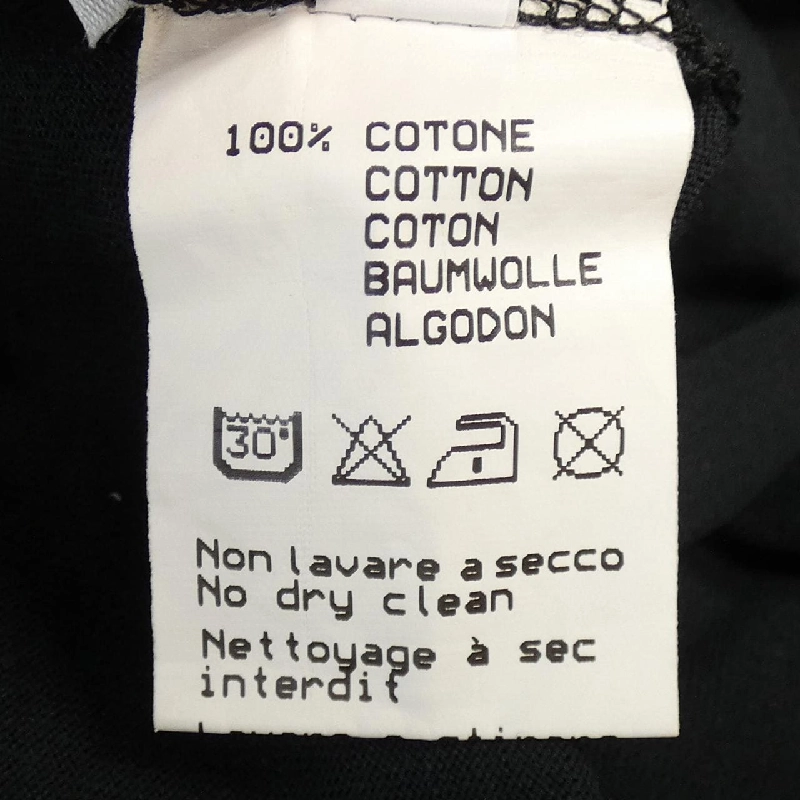 100% COTONE
COTTON
COTON
BAUMWOLLE
ALGODON
30°
Non lavare a secco
No dry clean
Nettoyage à sec
interdit